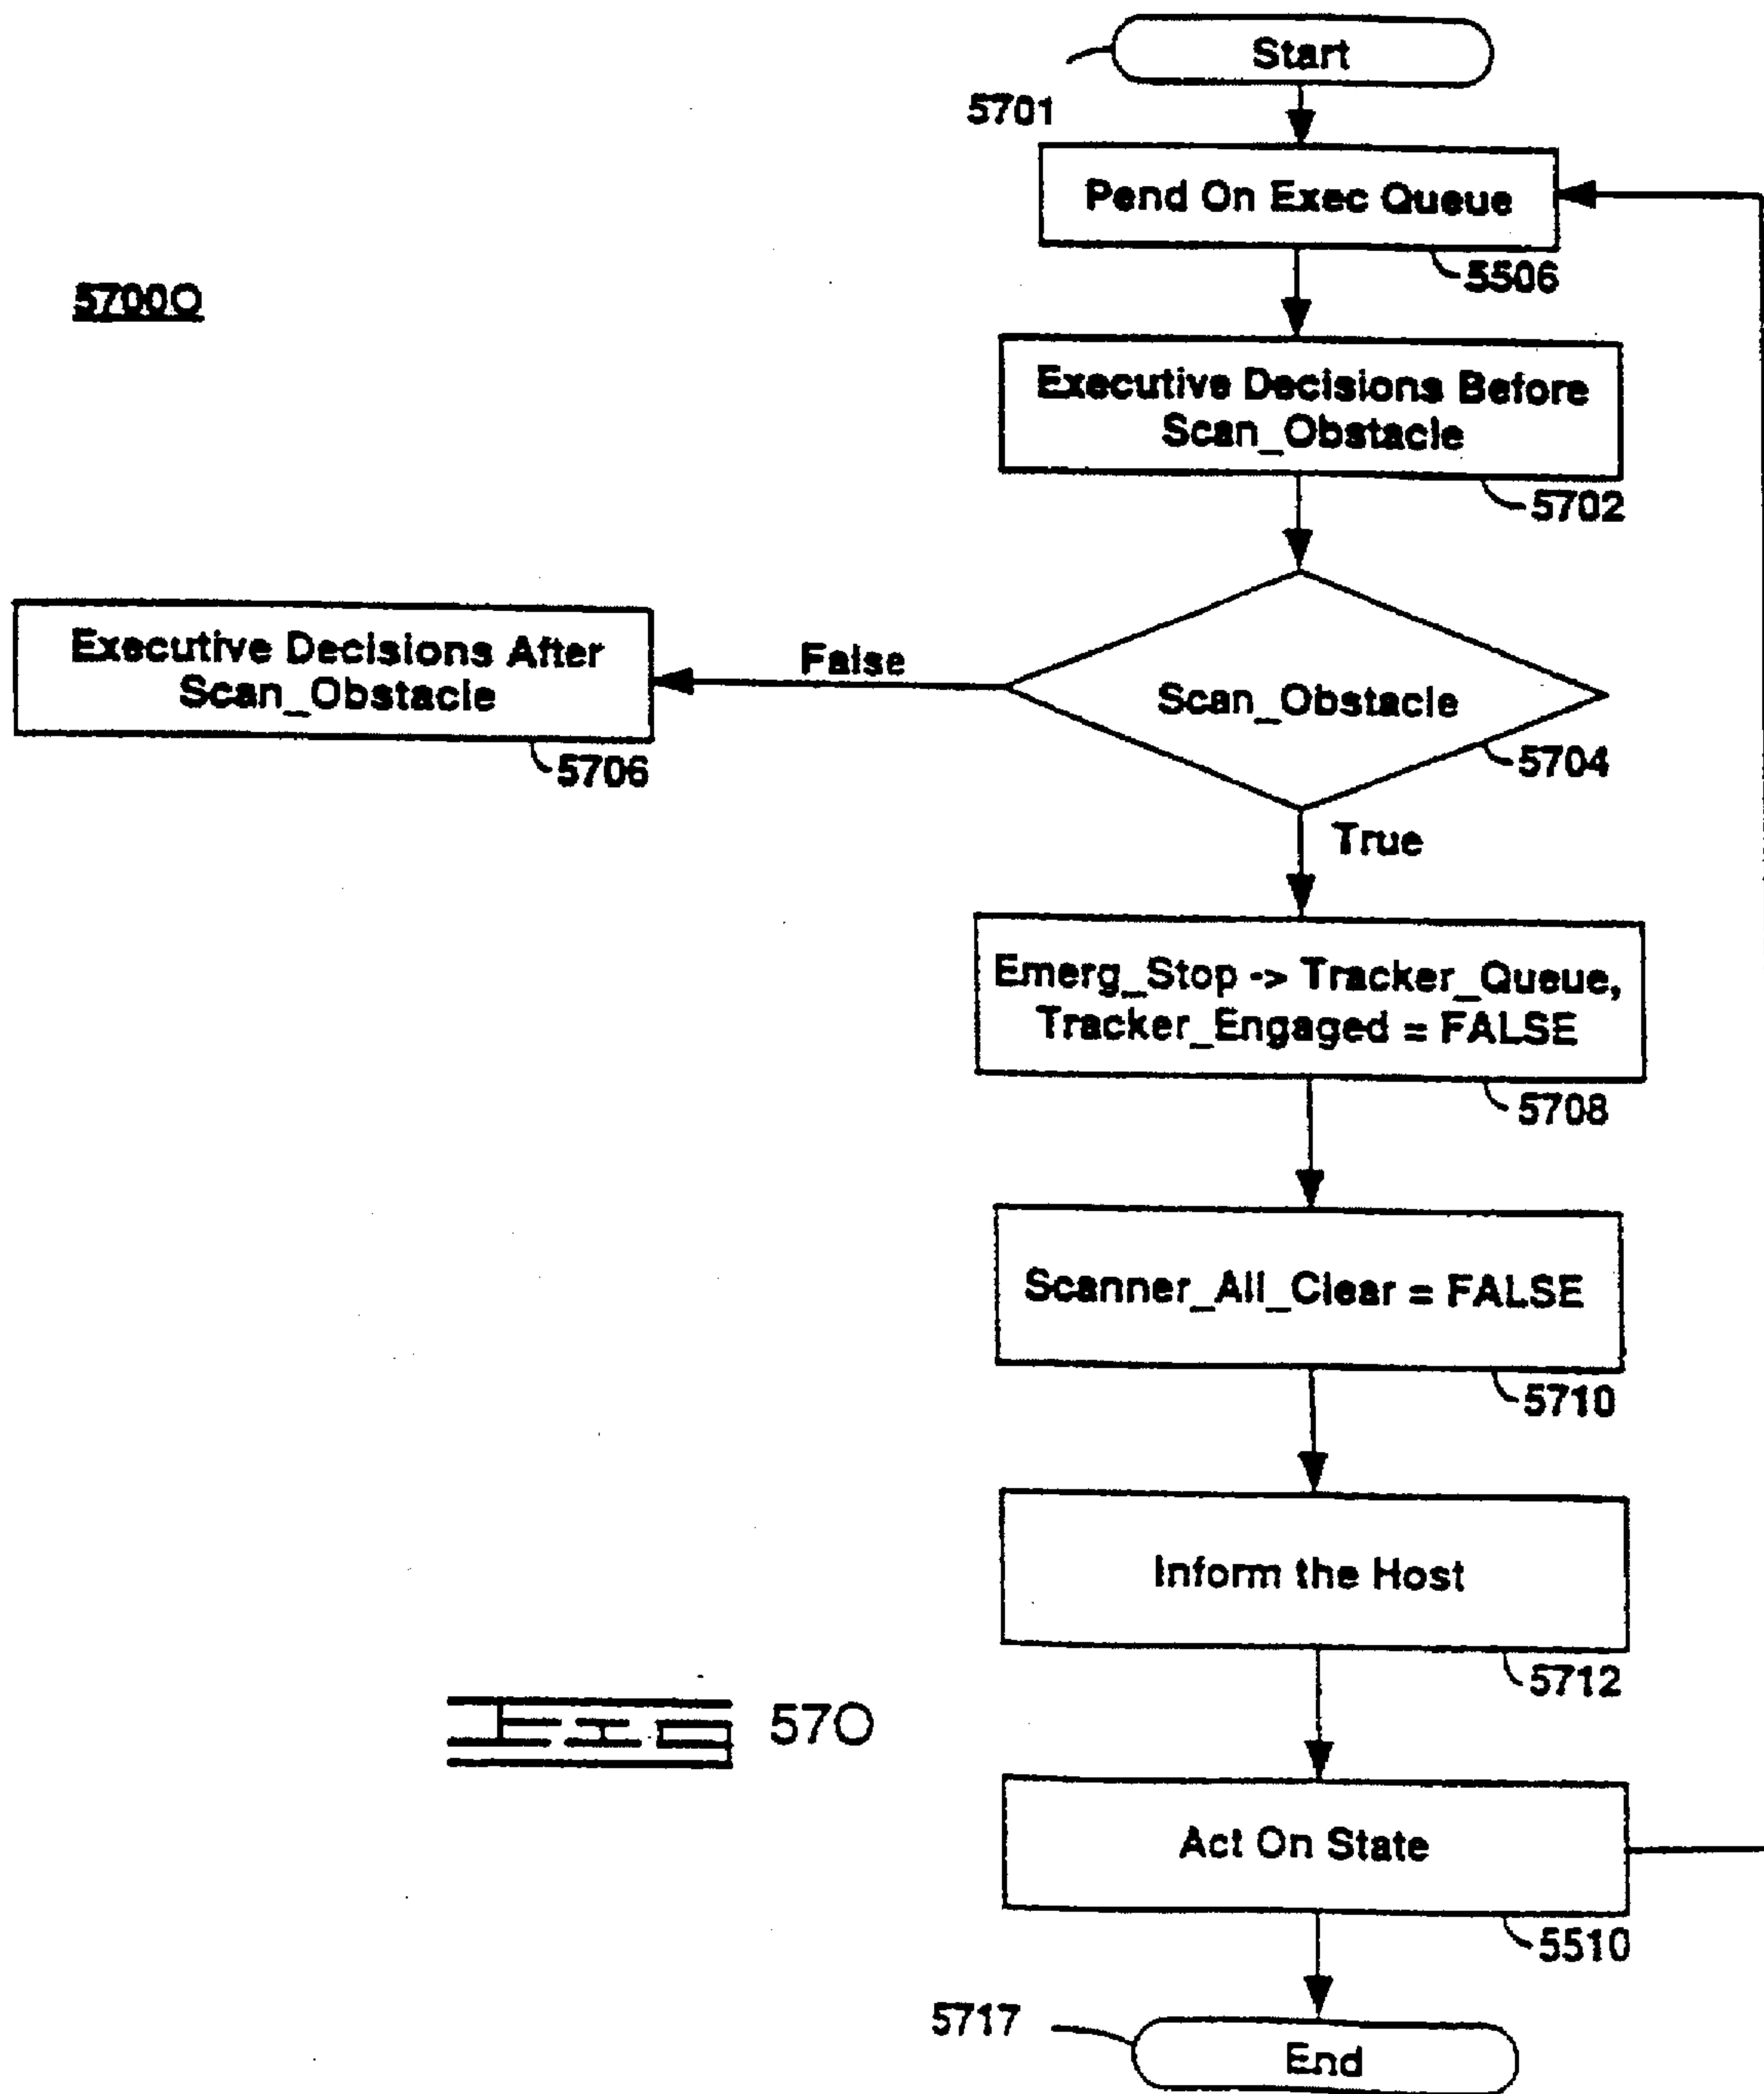 Start
5701
Pend On Exec Queue
5506
5700O
Executive Decisions Before
Scan_Obstacle
5702
Executive Decisions After
Scan_Obstacle
5706
False
Scan_Obstacle
5704
True
Emerg_Stop -> Tracker_Queue,
Tracker_Engaged = FALSE
5708
Scanner_All_Clear = FALSE
5710
Inform the Host
5712
FIG 57O
Act On State
5510
5717
End